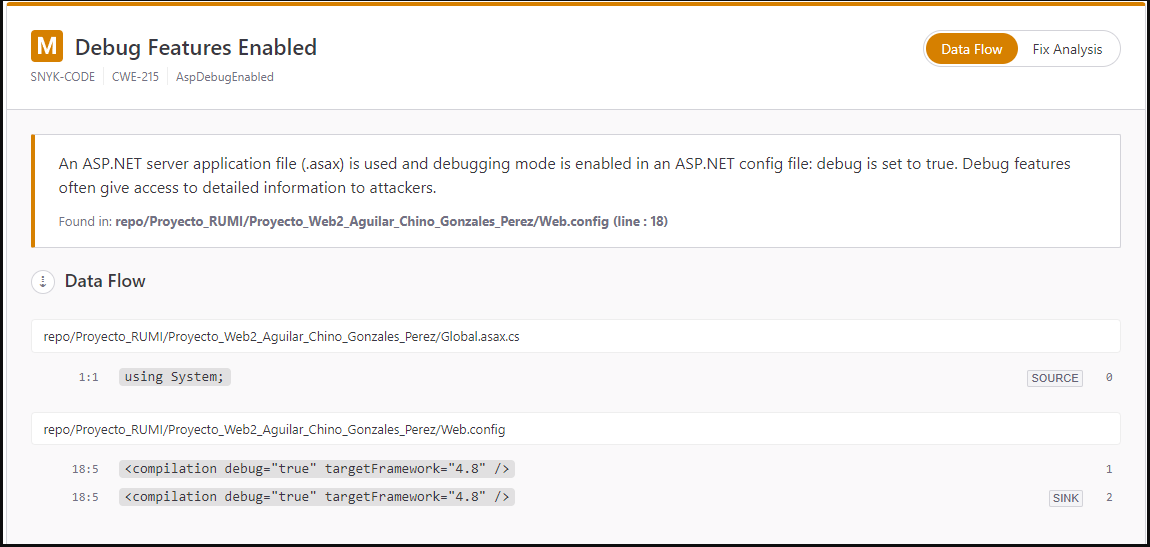 M Debug Features Enabled
Data Flow Fix Analysis
SNYK-CODE CWE-215 AspDebugEnabled
An ASP.NET server application file (.asax) is used and debugging mode is enabled in an ASP.NET config file: debug is set to true. Debug features
often give access to detailed information to attackers.
Found in: repo/Proyecto_RUMI/Proyecto_Web2_Aguilar_Chino_Gonzales_Perez/Web.config (line : 18)
Data Flow
repo/Proyecto_RUMI/Proyecto_Web2_Aguilar_Chino_Gonzales_Perez/Global.asax.cs
1:1 using System; SOURCE 0
repo/Proyecto_RUMI/Proyecto_Web2_Aguilar_Chino_Gonzales_Perez/Web.config
18:5 <compilation debug="true" targetFramework="4.8" /> 1
18:5 <compilation debug="true" targetFramework="4.8" /> SINK 2